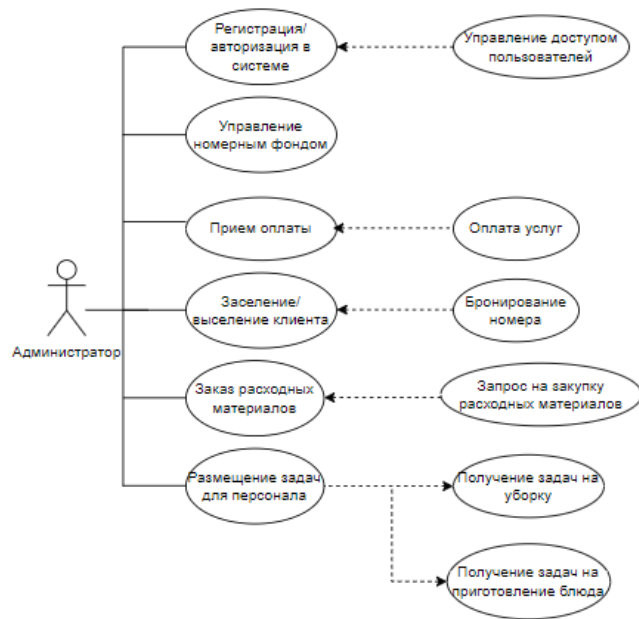 Регистрация/
авторизация в
системе
Управление доступом
пользователей
Управление
номерным фондом
Прием оплаты
Оплата услуг
Администратор
Заселение/
выселение клиента
Бронирование
номера
Заказ расходных
материалов
Запрос на закупку
расходных материалов
Размещение задач
для персонала
Получение задач на
уборку
Получение задач на
приготовление блюда